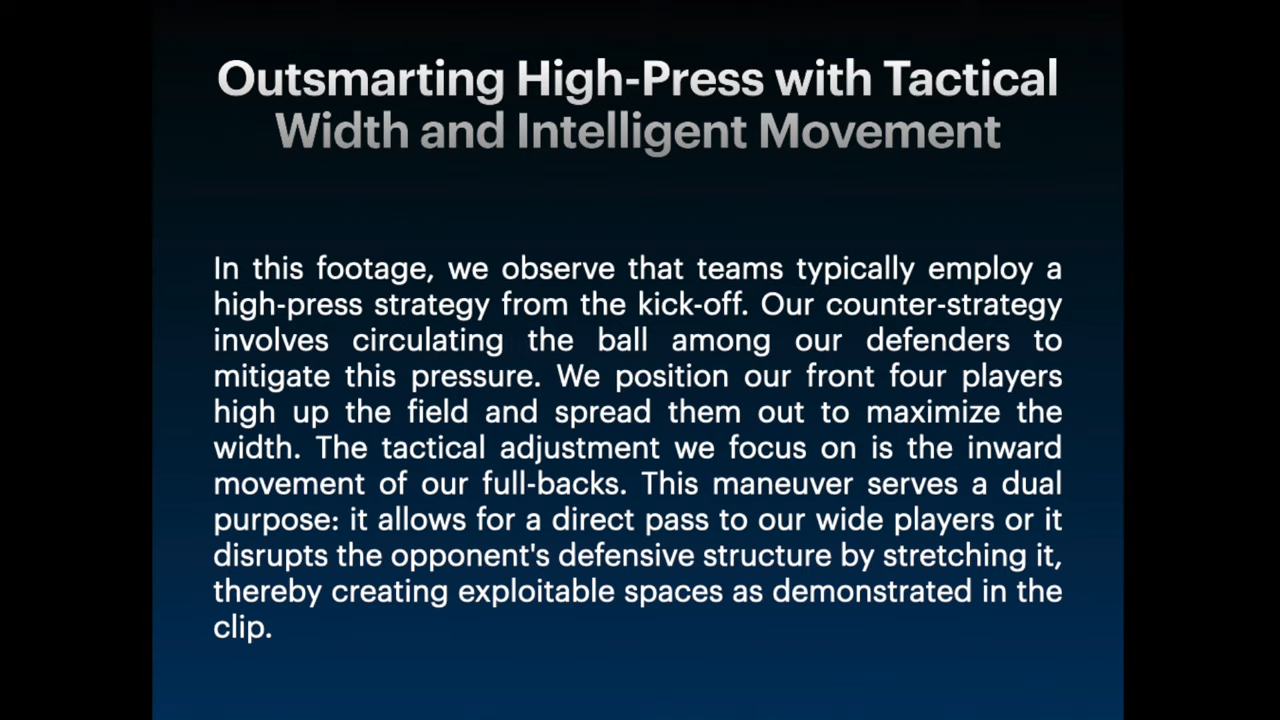 Outsmarting High-Press with Tactical
Width and Intelligent Movement
In this footage, we observe that teams typically employ a
high-press strategy from the kick-off. Our counter-strategy
involves circulating the ball among our defenders to
mitigate this pressure. We position our front four players
high up the field and spread them out to maximize the
width. The tactical adjustment we focus on is the inward
movement of our full-backs. This maneuver serves a dual
purpose: it allows for a direct pass to our wide players or it
disrupts the opponent's defensive structure by stretching it,
thereby creating exploitable spaces as demonstrated in the
clip.